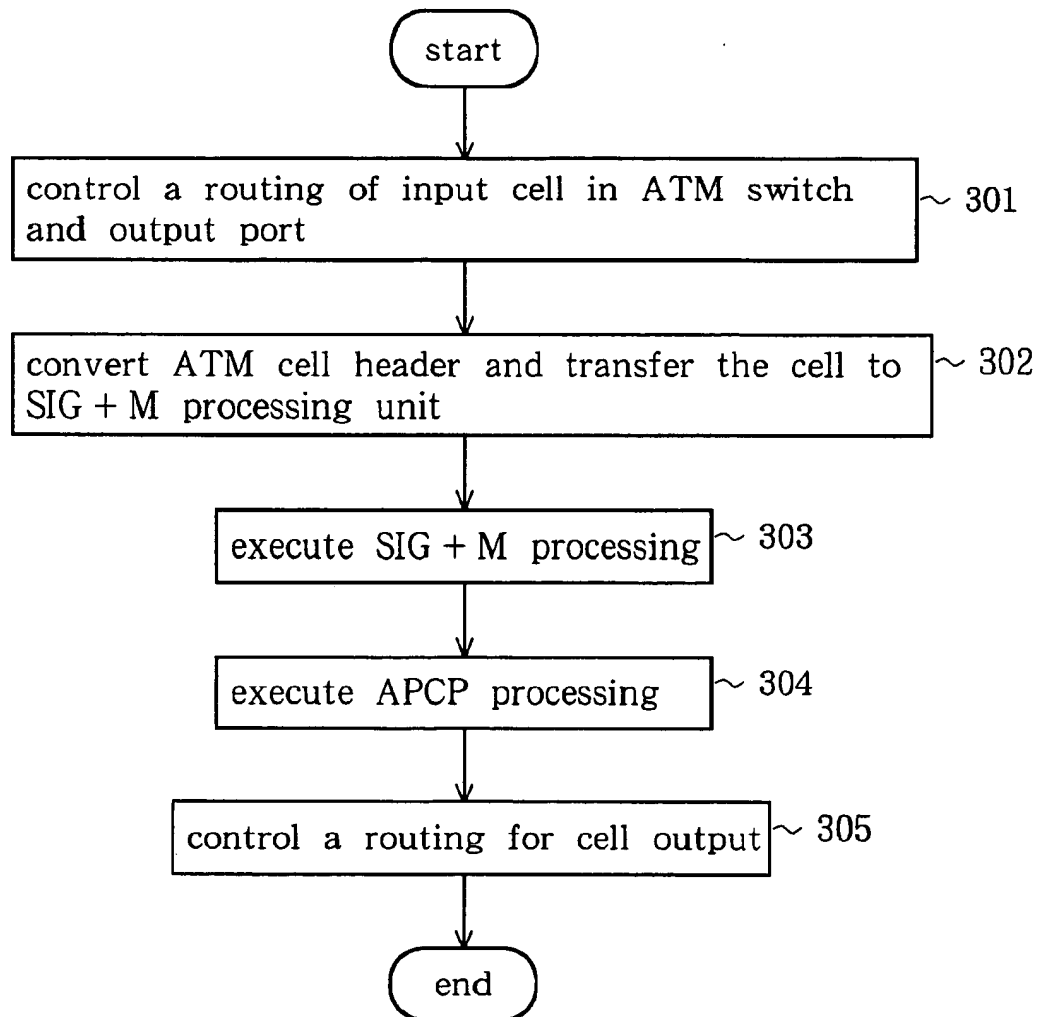 start
control a routing of input cell in ATM switch
and output port
301
convert ATM cell header and transfer the cell to
SIG + M processing unit
302
execute SIG + M processing
303
execute APCP processing
304
control a routing for cell output
305
end